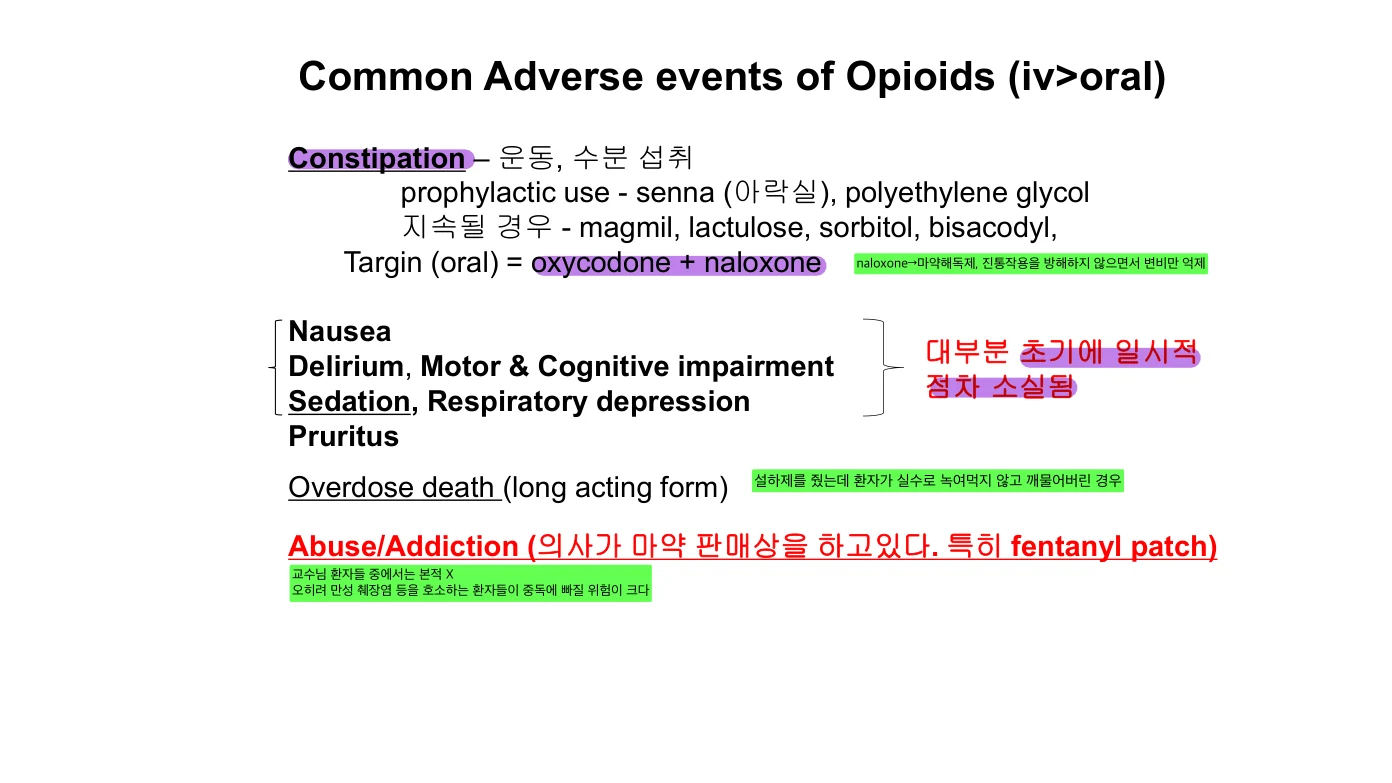 Common Adverse events of Opioids (iv>oral)
Constipation – 운동, 수분 섭취
prophylactic use - senna (아락실), polyethylene glycol
지속될 경우 - magmil, lactulose, sorbitol, bisacodyl,
Targin (oral) = oxycodone + naloxone
naloxone→마약해독제, 진통작용을 방해하지 않으면서 변비만 억제
Nausea
Delirium, Motor & Cognitive impairment
Sedation, Respiratory depression
Pruritus
대부분 초기에 일시적
점차 소실됨
Overdose death (long acting form)
설하제를 줬는데 환자가 실수로 녹여먹지 않고 깨물어버린 경우
Abuse/Addiction (의사가 마약 판매상을 하고있다. 특히 fentanyl patch)
교수님 환자들 중에서는 본적 X
오히려 만성 췌장염 등을 호소하는 환자들이 중독에 빠질 위험이 크다